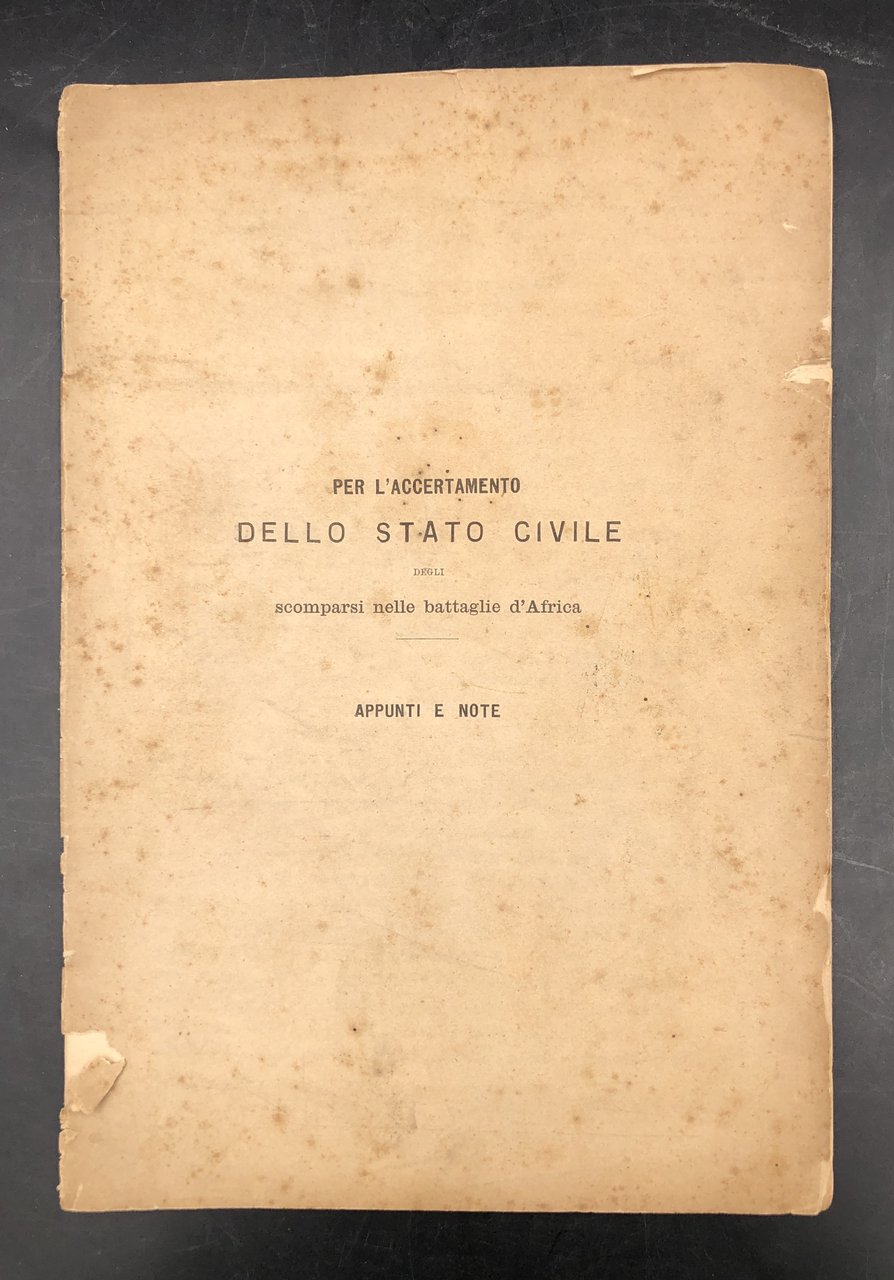 PER L'ACCERTAMENTO
DELLO STATO CIVILE
DEGLI
scomparsi nelle battaglie d'Africa
APPUNTI E NOTE